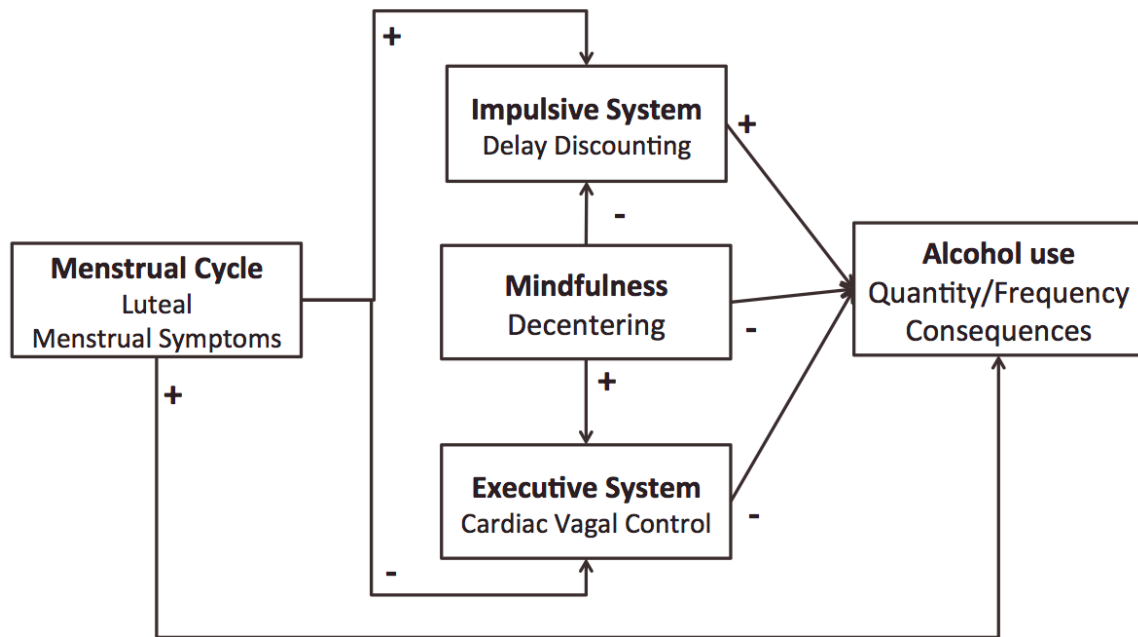 +
Impulsive System
Delay Discounting
+
-
Menstrual Cycle
Luteal
Menstrual Symptoms
Mindfulness
Decentering
-
Alcohol use
Quantity/Frequency
Consequences
+
+
Executive System
Cardiac Vagal Control
-
-